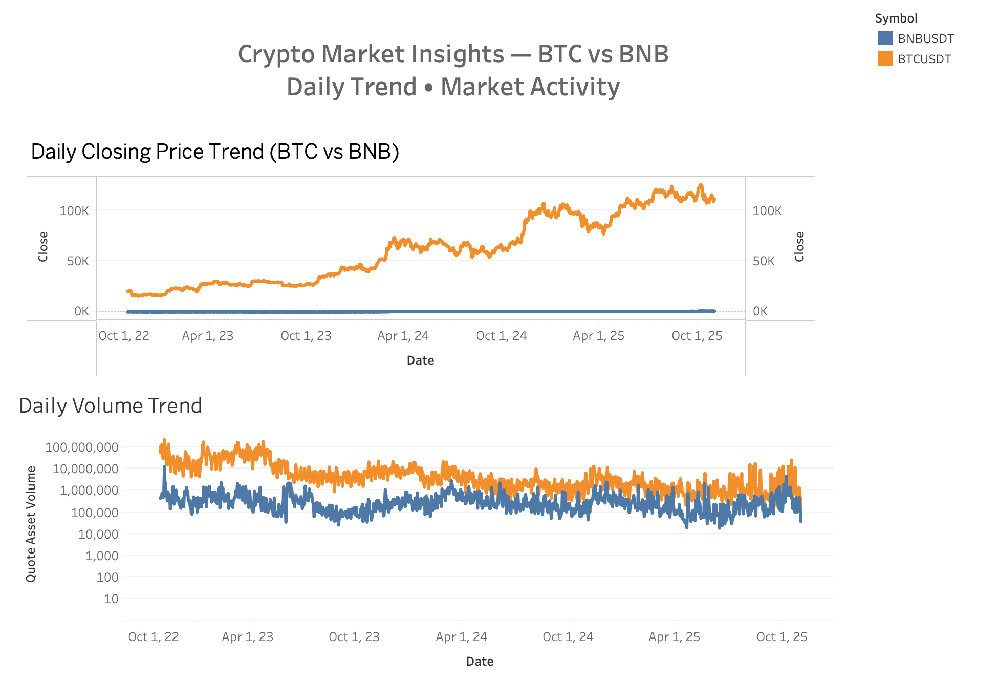 Symbol
BNBUSDT
BTCUSDT
Crypto Market Insights — BTC vs BNB
Daily Trend • Market Activity
Daily Closing Price Trend (BTC vs BNB)
Close
100K
50K
0K
100K
50K
0K
Close
Oct 1, 22
Apr 1, 23
Oct 1, 23
Apr 1, 24
Oct 1, 24
Apr 1, 25
Oct 1, 25
Date
Daily Volume Trend
Quote Asset Volume
100,000,000
10,000,000
1,000,000
100,000
10,000
1,000
100
10
Oct 1, 22
Apr 1, 23
Oct 1, 23
Apr 1, 24
Oct 1, 24
Apr 1, 25
Oct 1, 25
Date